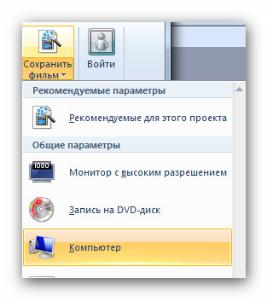 Сохранить
фильм
Войти
Рекомендуемые параметры
Рекомендуемые для этого проекта
Общие параметры
1080
Монитор с высоким разрешением
Запись на DVD-диск
Компьютер